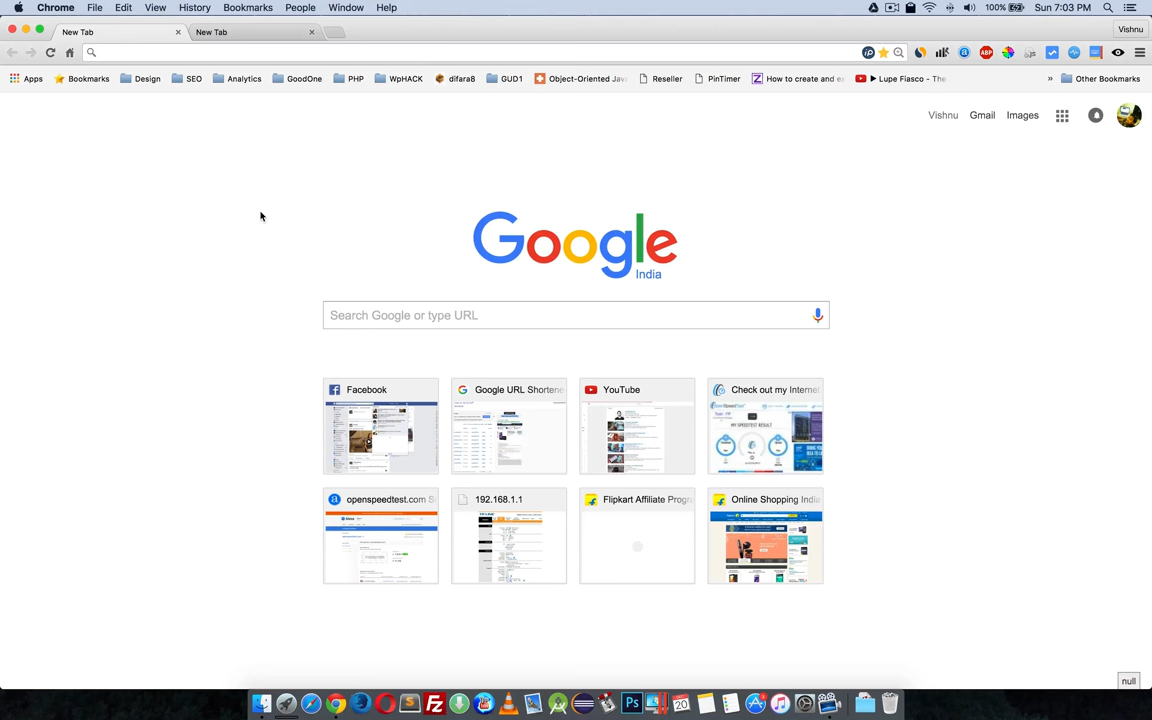 Chrome File Edit View History Bookmarks People Window Help 100% Sun 7:03 PM
New Tab New Tab Vishnu
Apps Bookmarks Design SEO Analytics GoodOne PHP WpHACK difara8 GUD1 Object-Oriented Jav Reseller PinTimer How to create and e Lupe Fiasco - The » Other Bookmarks
Vishnu Gmail Images
Google
India
Search Google or type URL
Facebook Google URL Shortene YouTube Check out my Internet
openspeedtest.com S 192.168.1.1 Flipkart Affiliate Progr Online Shopping India
null